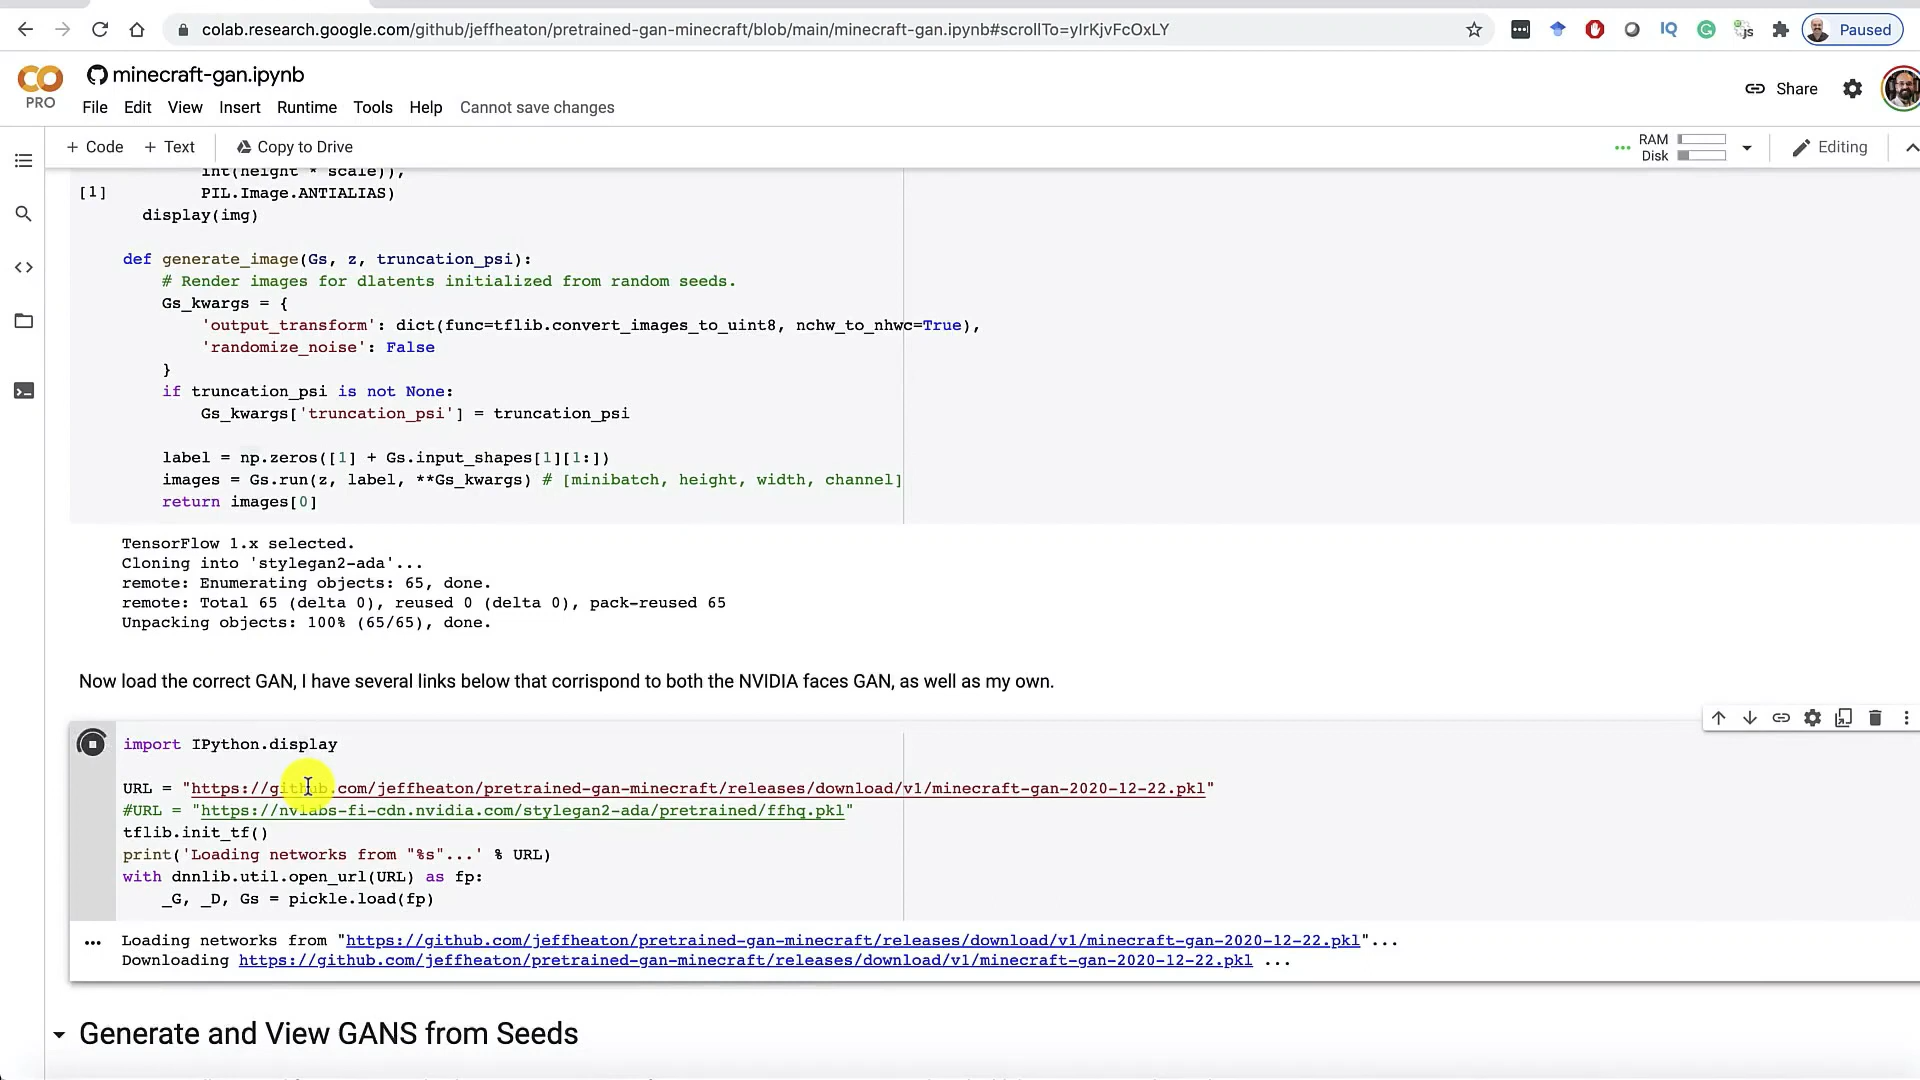 colab.research.google.com/github/jeffheaton/pretrained-gan-minecraft/blob/main/minecraft-gan.ipynb#scrollTo=yIrKjvFcOxLY
IQ
Paused
PRO
minecraft-gan.ipynb
File Edit View Insert Runtime Tools Help Cannot save changes
Share
+ Code + Text Copy to Drive
RAM
Disk
Editing
int(height * scale)),
[1] PIL.Image.ANTIALIAS)
display(img)
def generate_image(Gs, z, truncation_psi):
# Render images for dlatents initialized from random seeds.
Gs_kwargs = {
'output_transform': dict(func=tflib.convert_images_to_uint8, nchw_to_nhwc=True),
'randomize_noise': False
}
if truncation_psi is not None:
Gs_kwargs['truncation_psi'] = truncation_psi
label = np.zeros([1] + Gs.input_shapes[1][1:])
images = Gs.run(z, label, **Gs_kwargs) # [minibatch, height, width, channel]
return images[0]
TensorFlow 1.x selected.
Cloning into 'stylegan2-ada'...
remote: Enumerating objects: 65, done.
remote: Total 65 (delta 0), reused 0 (delta 0), pack-reused 65
Unpacking objects: 100% (65/65), done.
Now load the correct GAN, I have several links below that corrispond to both the NVIDIA faces GAN, as well as my own.
import IPython.display
URL = "https://github.com/jeffheaton/pretrained-gan-minecraft/releases/download/v1/minecraft-gan-2020-12-22.pkl"
#URL = "https://nvlabs-fi-cdn.nvidia.com/stylegan2-ada/pretrained/ffhq.pkl"
tflib.init_tf()
print('Loading networks from "%s"...' % URL)
with dnnlib.util.open_url(URL) as fp:
_G, _D, Gs = pickle.load(fp)
Loading networks from "https://github.com/jeffheaton/pretrained-gan-minecraft/releases/download/v1/minecraft-gan-2020-12-22.pkl"...
Downloading https://github.com/jeffheaton/pretrained-gan-minecraft/releases/download/v1/minecraft-gan-2020-12-22.pkl ...
Generate and View GANS from Seeds